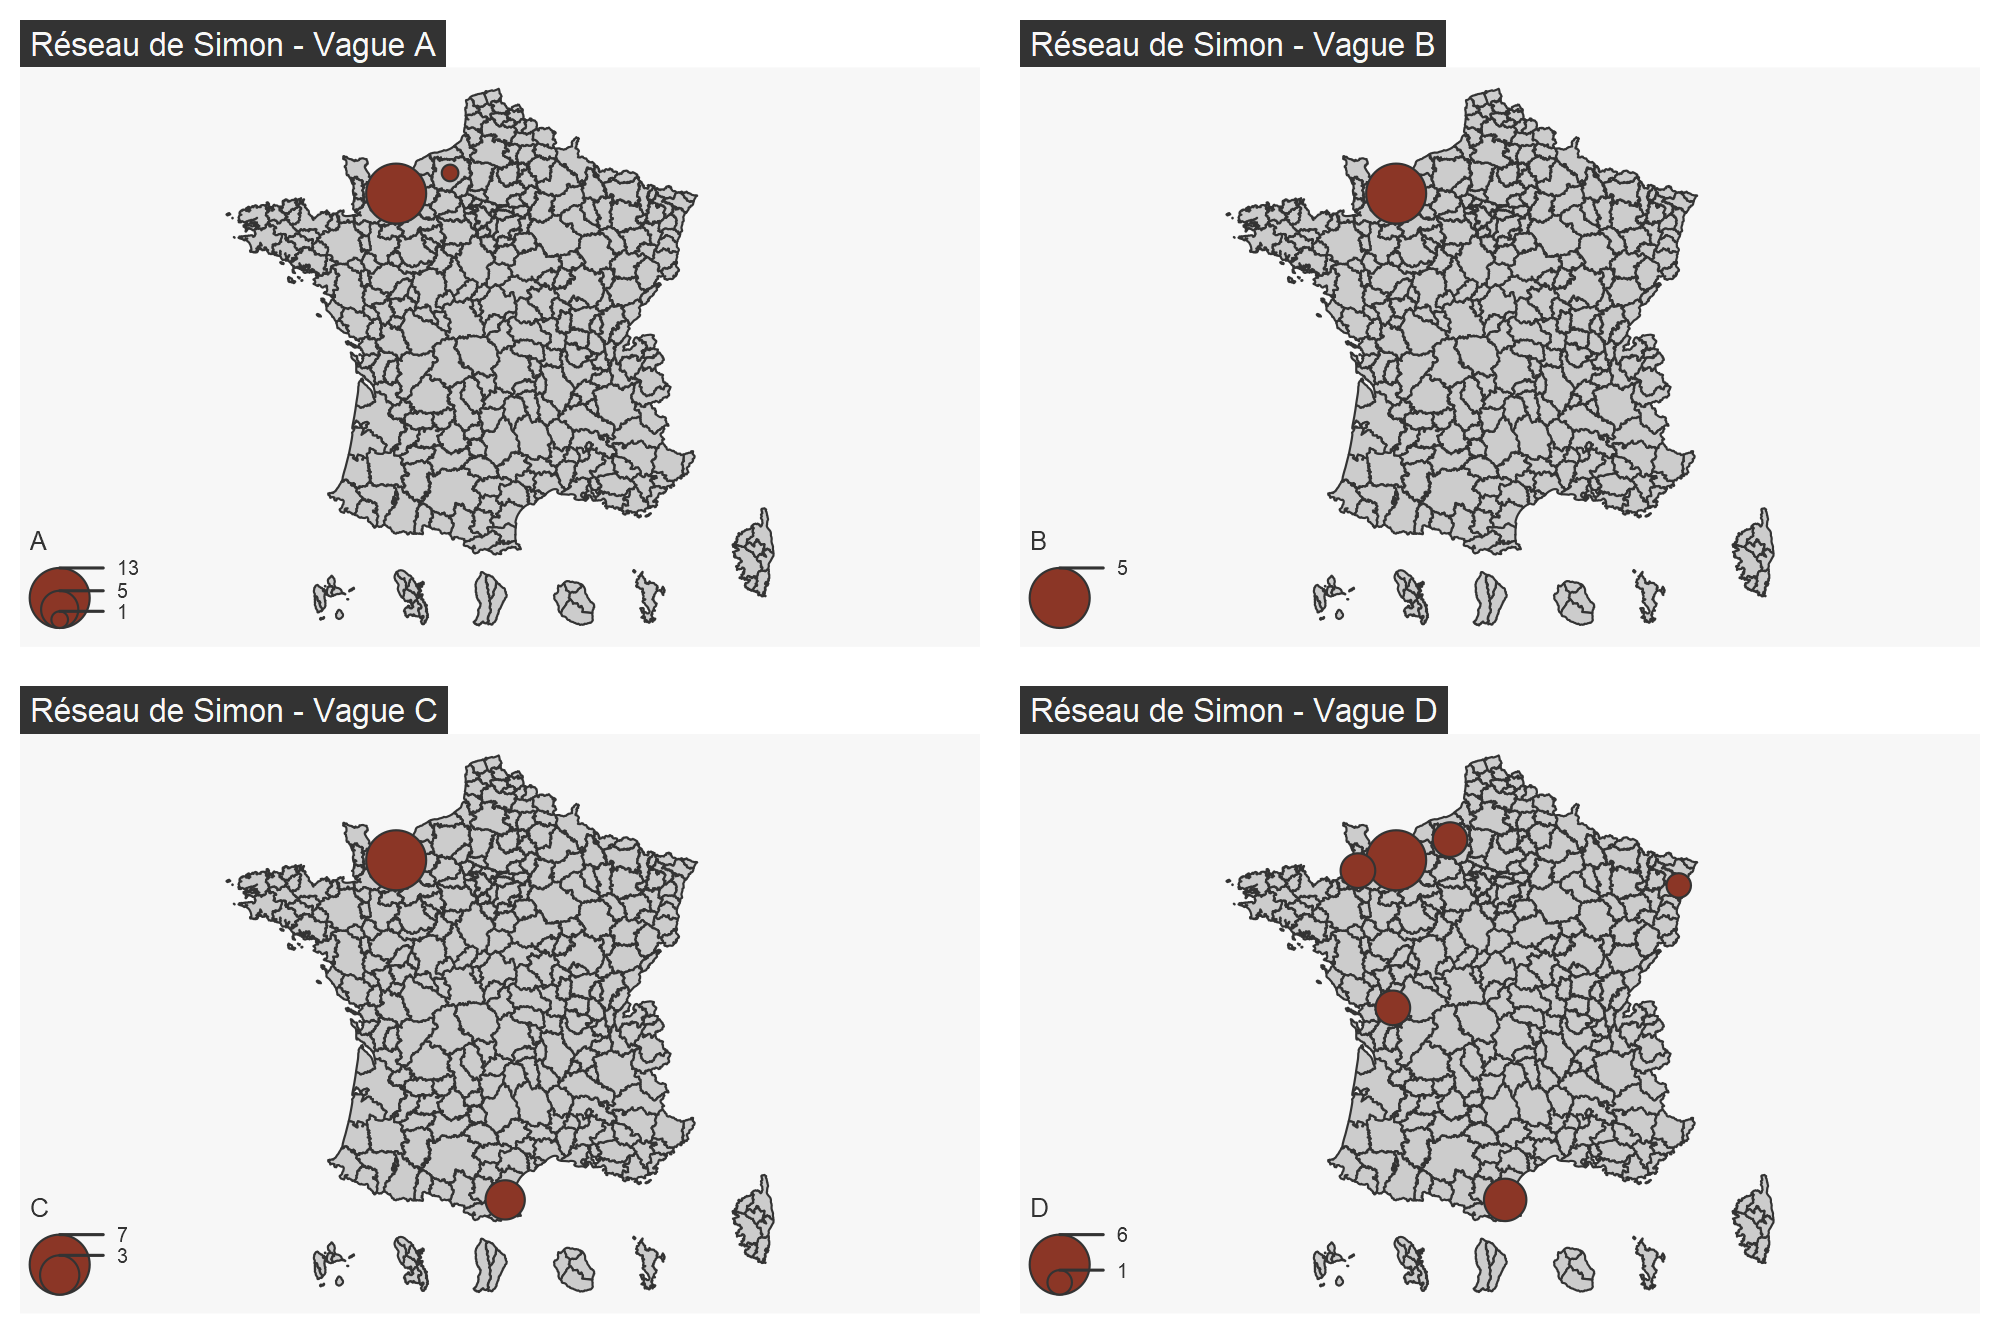 Réseau de Simon - Vague A
A
13
5
1
Réseau de Simon - Vague B
B
5
Réseau de Simon - Vague C
C
7
3
Réseau de Simon - Vague D
D
6
1